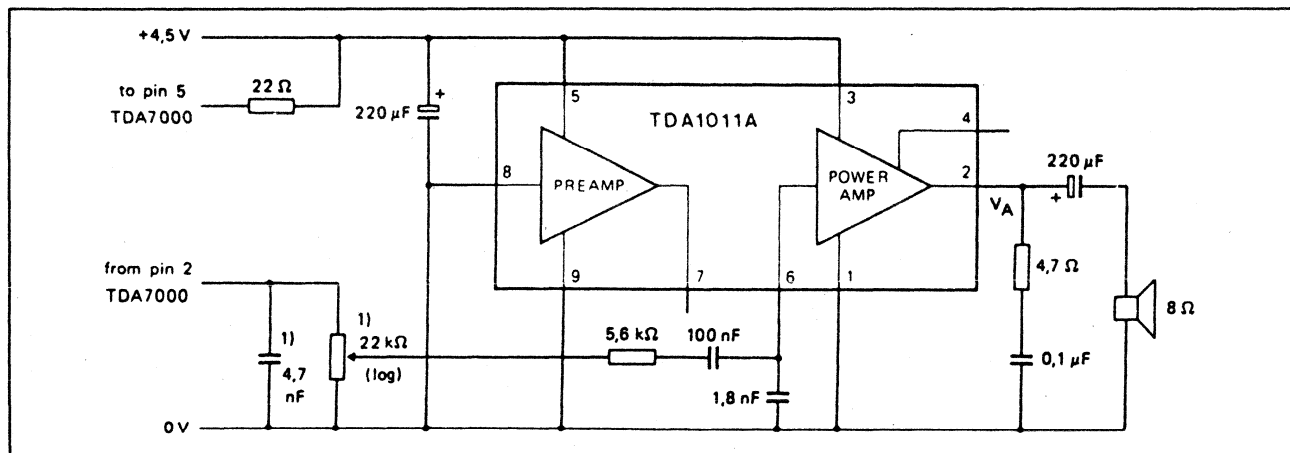 +4,5 V
to pin 5
TDA7000
22 Ω
220 µF
+
5
3
TDA1011A
4
8
PREAMP
POWER
AMP
2
220 µF
+
V_A
from pin 2
TDA7000
9
7
6
1
4,7 Ω
8 Ω
1)
4,7
nF
1)
22 kΩ
(log)
5,6 kΩ
100 nF
1,8 nF
0,1 µF
0 V